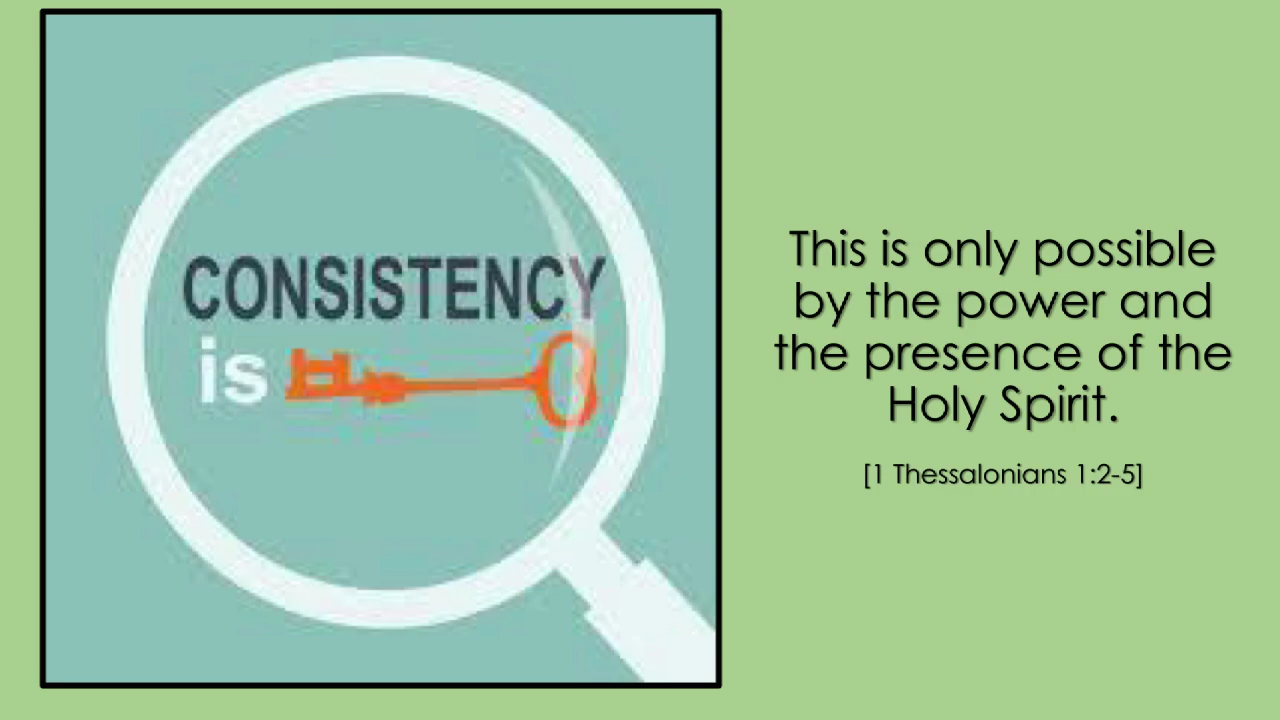 CONSISTENCY
is
This is only possible
by the power and
the presence of the
Holy Spirit.
[1 Thessalonians 1:2-5]